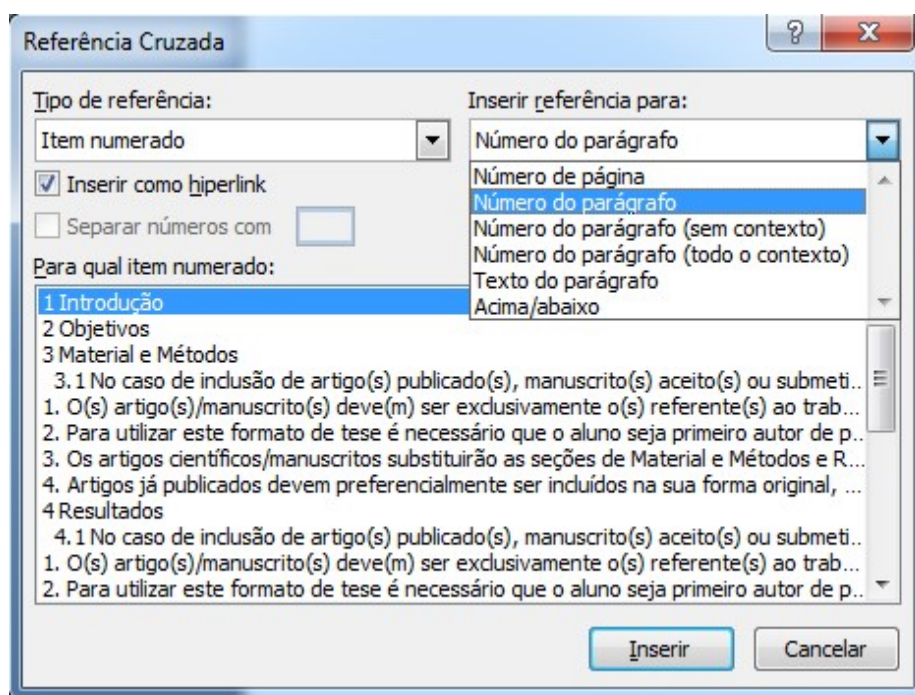 Referência Cruzada
Tipo de referência:
Inserir referência para:
Item numerado
Número do parágrafo
Inserir como hiperlink
Separar números com
Número de página
Número do parágrafo
Número do parágrafo (sem contexto)
Número do parágrafo (todo o contexto)
Texto do parágrafo
Acima/abaixo
Para qual item numerado:
1 Introdução
2 Objetivos
3 Material e Métodos
3.1 No caso de inclusão de artigo(s) publicado(s), manuscrito(s) aceito(s) ou submeti..
1. O(s) artigo(s)/manuscrito(s) deve(m) ser exclusivamente o(s) referente(s) ao trab...
2. Para utilizar este formato de tese é necessário que o aluno seja primeiro autor de p..
3. Os artigos científicos/manuscritos substituirão as seções de Material e Métodos e R...
4. Artigos já publicados devem preferencialmente ser incluídos na sua forma original, ...
4 Resultados
4.1 No caso de inclusão de artigo(s) publicado(s), manuscrito(s) aceito(s) ou submeti..
1. O(s) artigo(s)/manuscrito(s) deve(m) ser exclusivamente o(s) referente(s) ao trab...
2. Para utilizar este formato de tese é necessário que o aluno seja primeiro autor de p..
Inserir
Cancelar